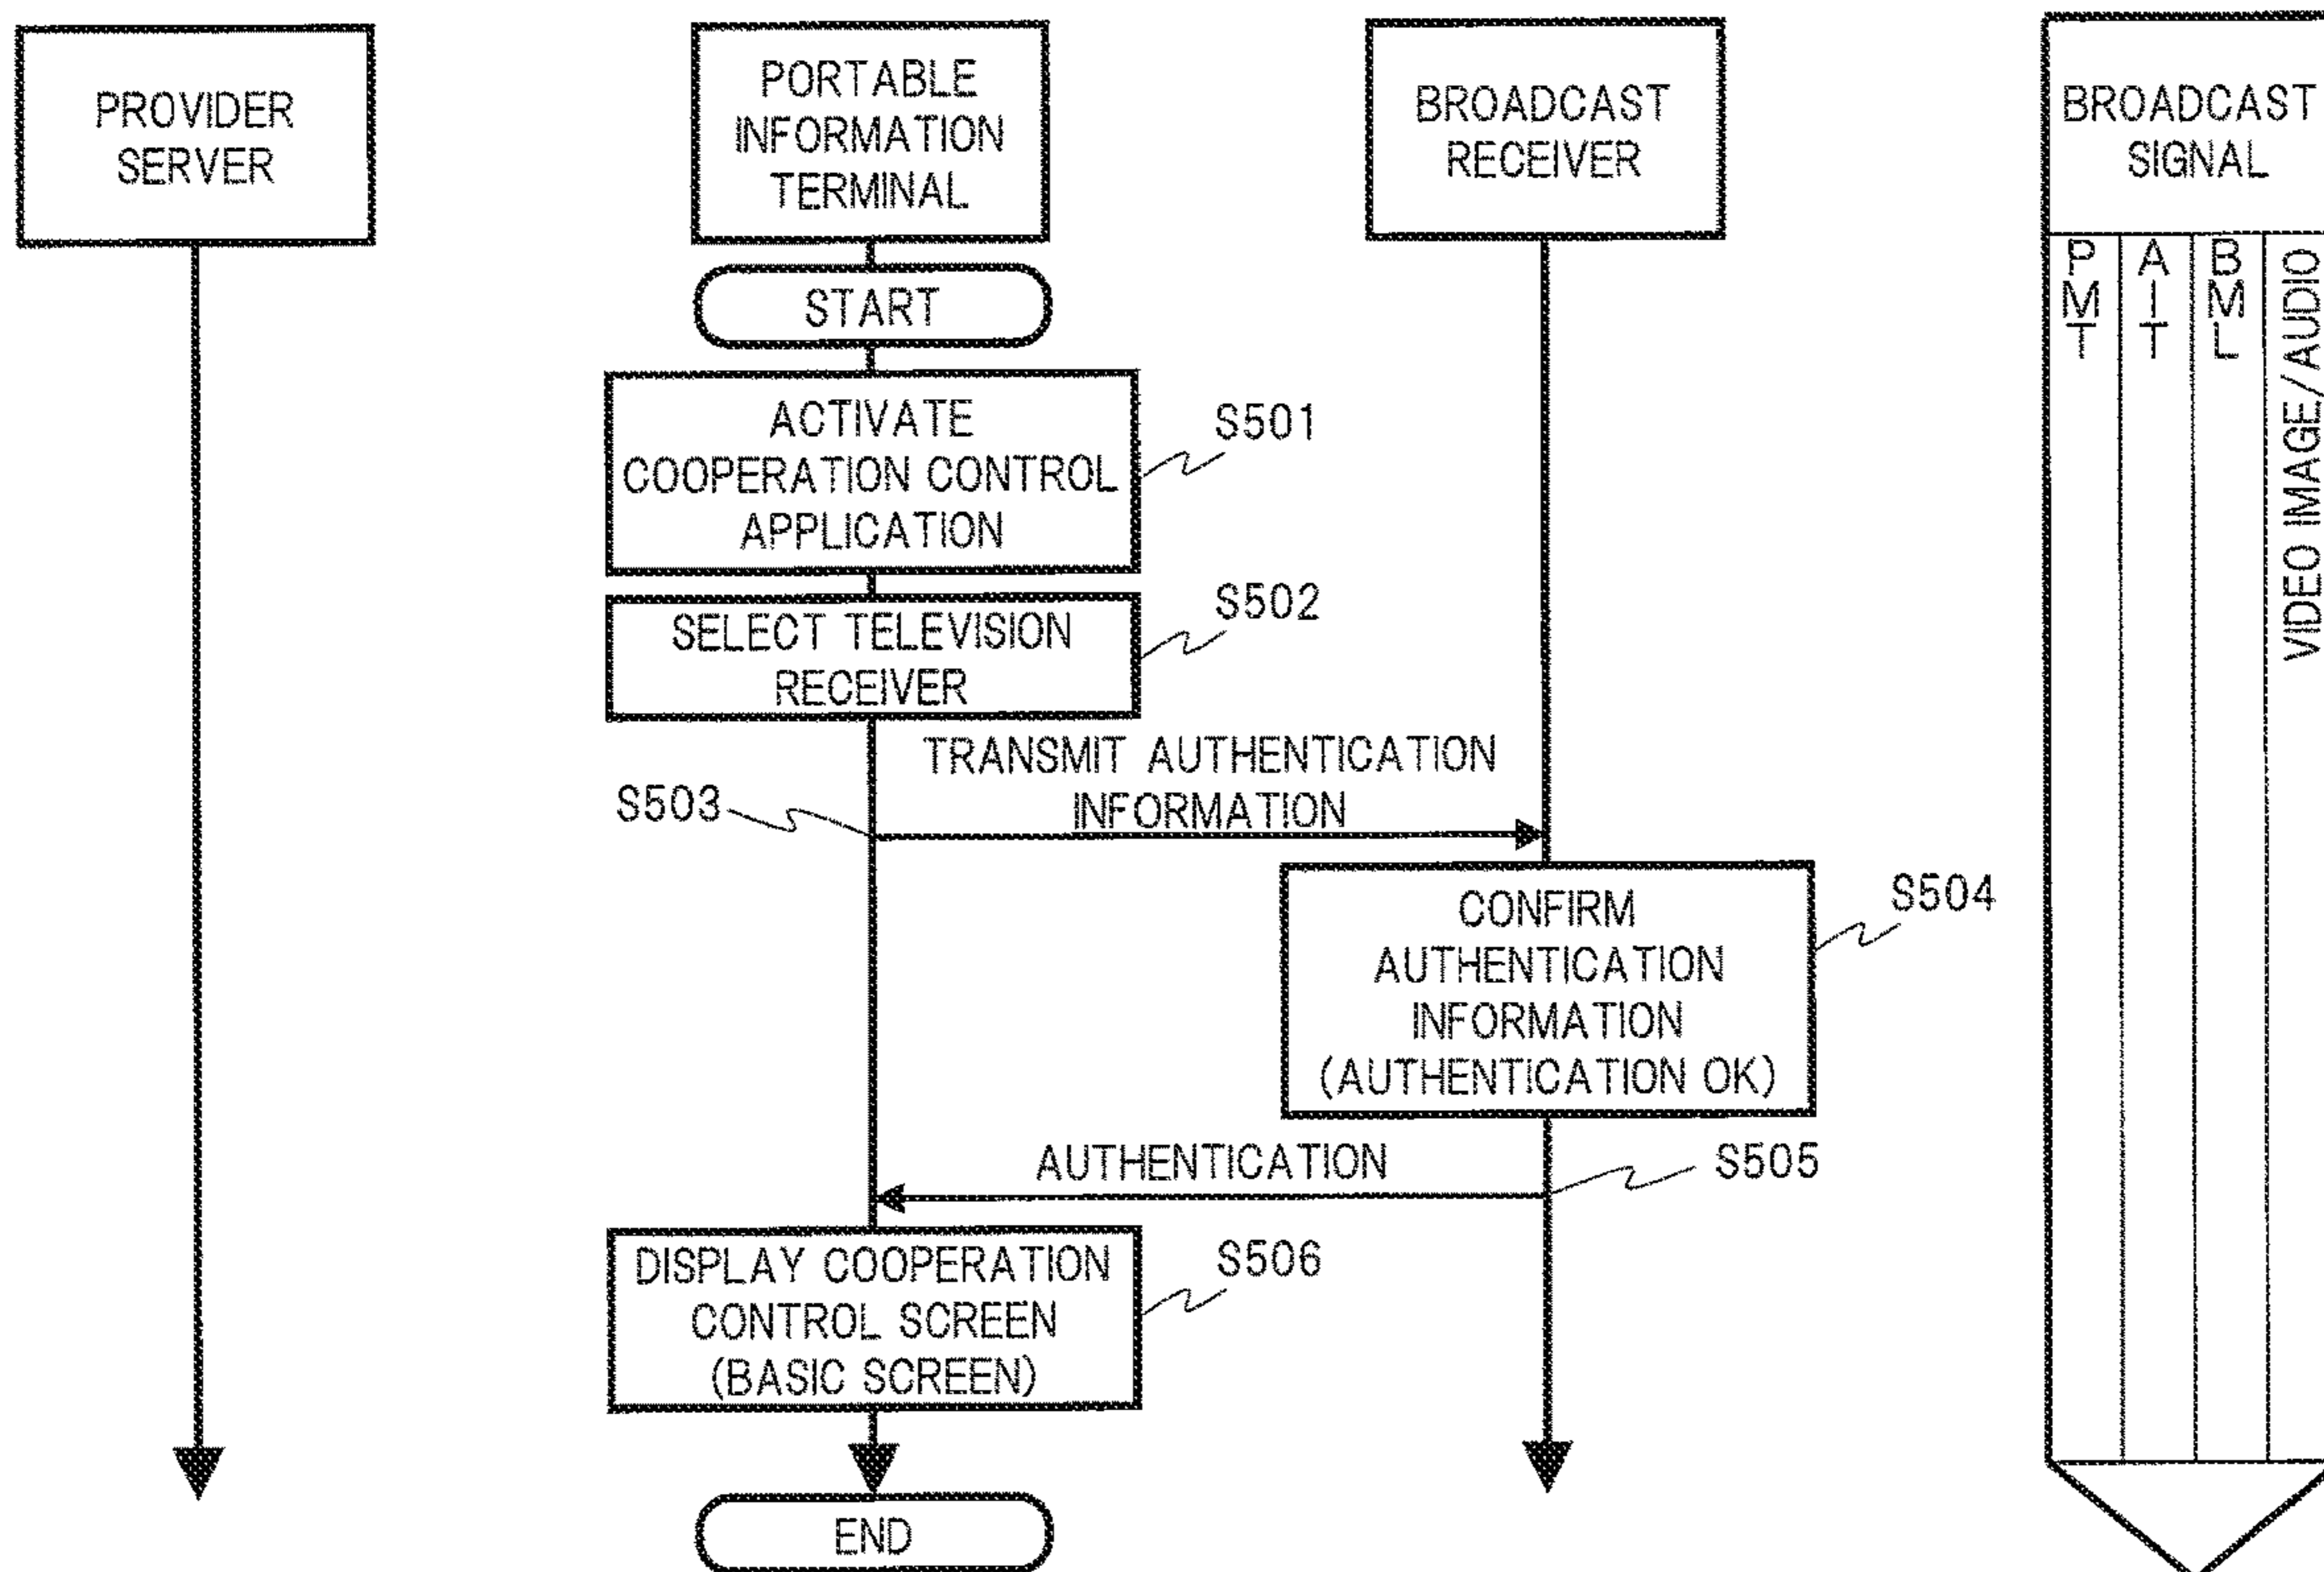 PROVIDER
SERVER
PORTABLE
INFORMATION
TERMINAL
BROADCAST
RECEIVER
BROADCAST
SIGNAL
PMT
AIT
BML
VIDEO IMAGE/AUDIO
START
ACTIVATE
COOPERATION CONTROL
APPLICATION
S501
SELECT TELEVISION
RECEIVER
S502
TRANSMIT AUTHENTICATION
INFORMATION
S503
CONFIRM
AUTHENTICATION
INFORMATION
(AUTHENTICATION OK)
S504
AUTHENTICATION
S505
DISPLAY COOPERATION
CONTROL SCREEN
(BASIC SCREEN)
S506
END